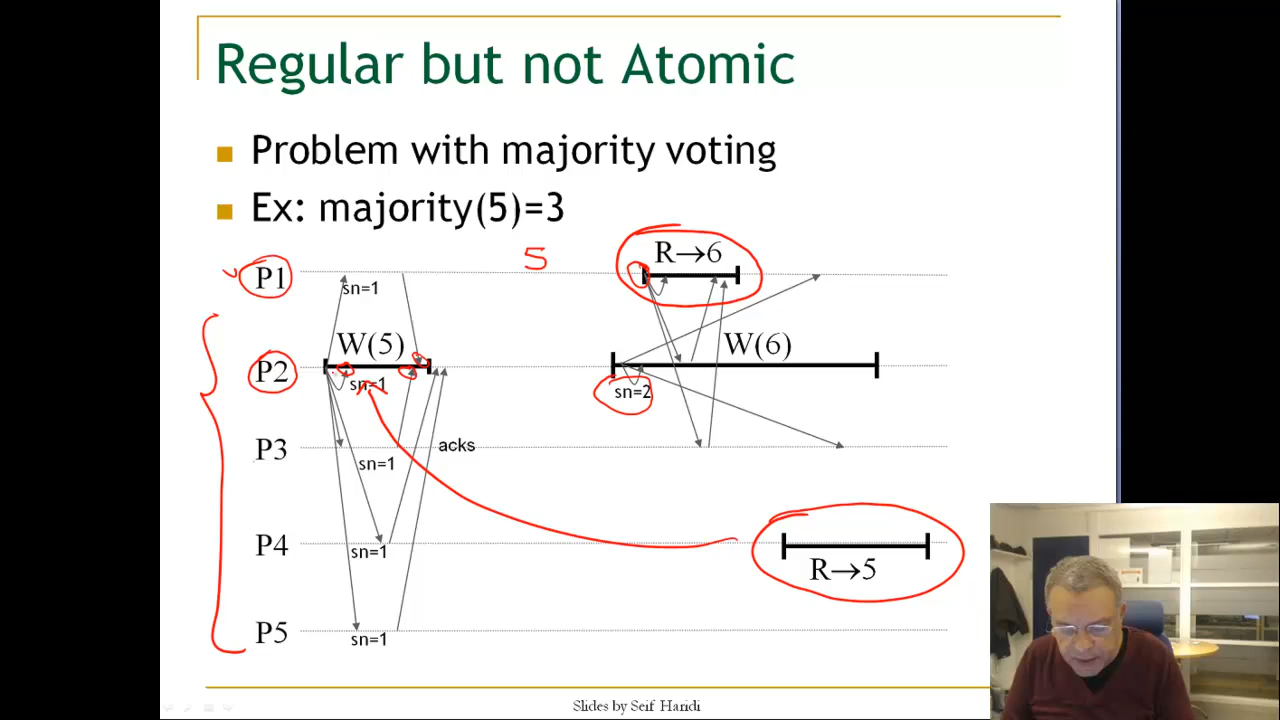 Regular but not Atomic
Problem with majority voting
Ex: majority(5)=3
5
R→6
P1
sn=1
W(5)
W(6)
P2
sn=1
sn=2
P3
acks
sn=1
P4
sn=1
R→5
P5
sn=1
Slides by Seif Haridi